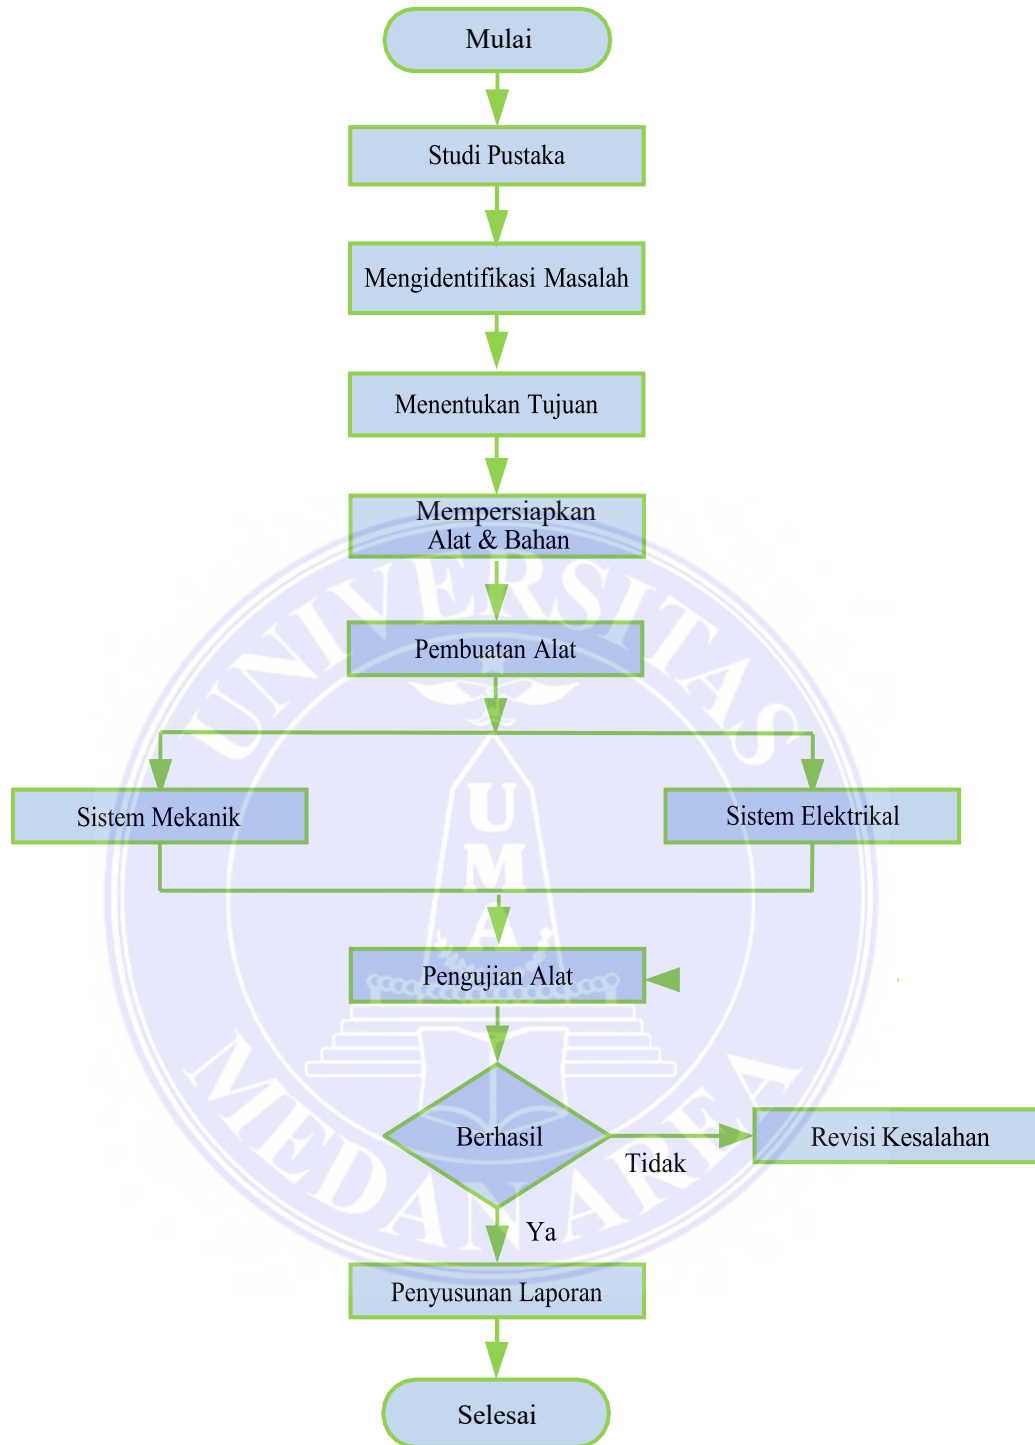 Mulai
Studi Pustaka
Mengidentifikasi Masalah
Menentukan Tujuan
Mempersiapkan
Alat & Bahan
Pembuatan Alat
Sistem Mekanik
Sistem Elektrikal
Pengujian Alat
Berhasil
Tidak
Revisi Kesalahan
Ya
Penyusunan Laporan
Selesai
UNIVERSITAS
UMA
MEDAN AREA